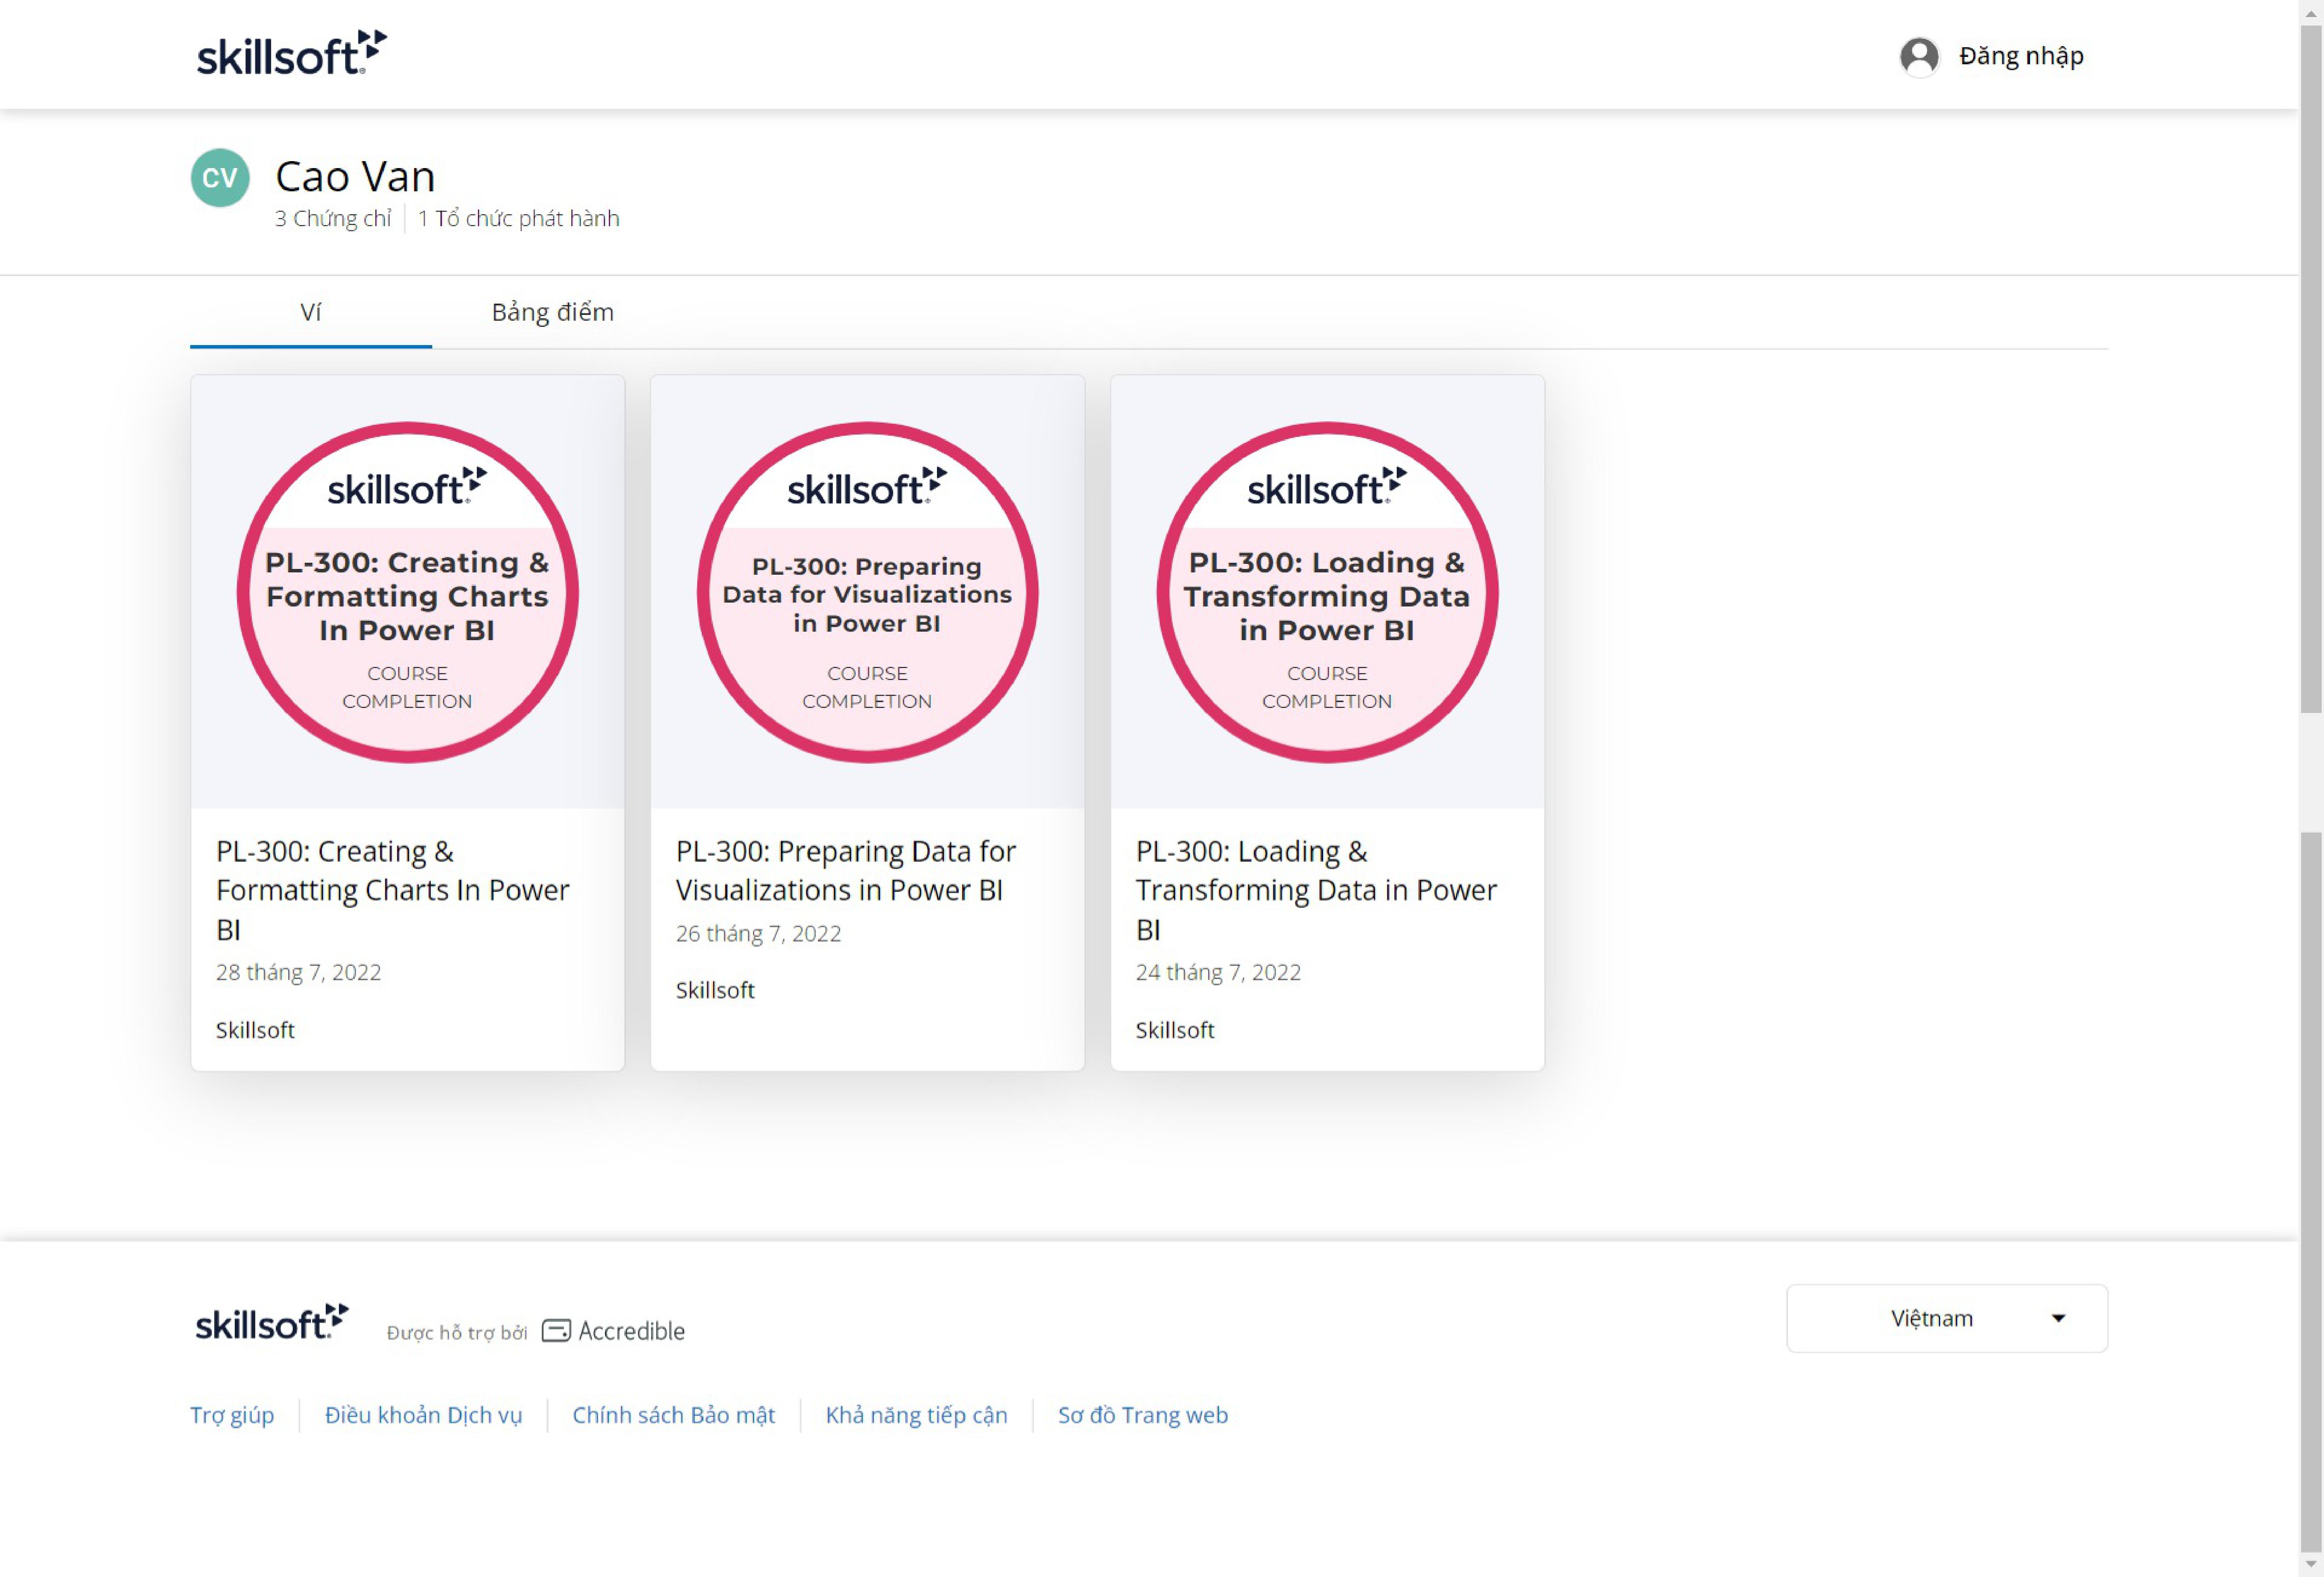 skillsoft
Đăng nhập
CV
Cao Van
3 Chứng chỉ
1 Tổ chức phát hành
Ví
Bảng điểm
skillsoft
PL-300: Creating &
Formatting Charts
In Power BI
COURSE
COMPLETION
PL-300: Creating &
Formatting Charts In Power
BI
28 tháng 7, 2022
Skillsoft
skillsoft
PL-300: Preparing
Data for Visualizations
in Power BI
COURSE
COMPLETION
PL-300: Preparing Data for
Visualizations in Power BI
26 tháng 7, 2022
Skillsoft
skillsoft
PL-300: Loading &
Transforming Data
in Power BI
COURSE
COMPLETION
PL-300: Loading &
Transforming Data in Power
BI
24 tháng 7, 2022
Skillsoft
skillsoft
Được hỗ trợ bởi Accredible
Việtnam
Trợ giúp
Điều khoản Dịch vụ
Chính sách Bảo mật
Khả năng tiếp cận
Sơ đồ Trang web